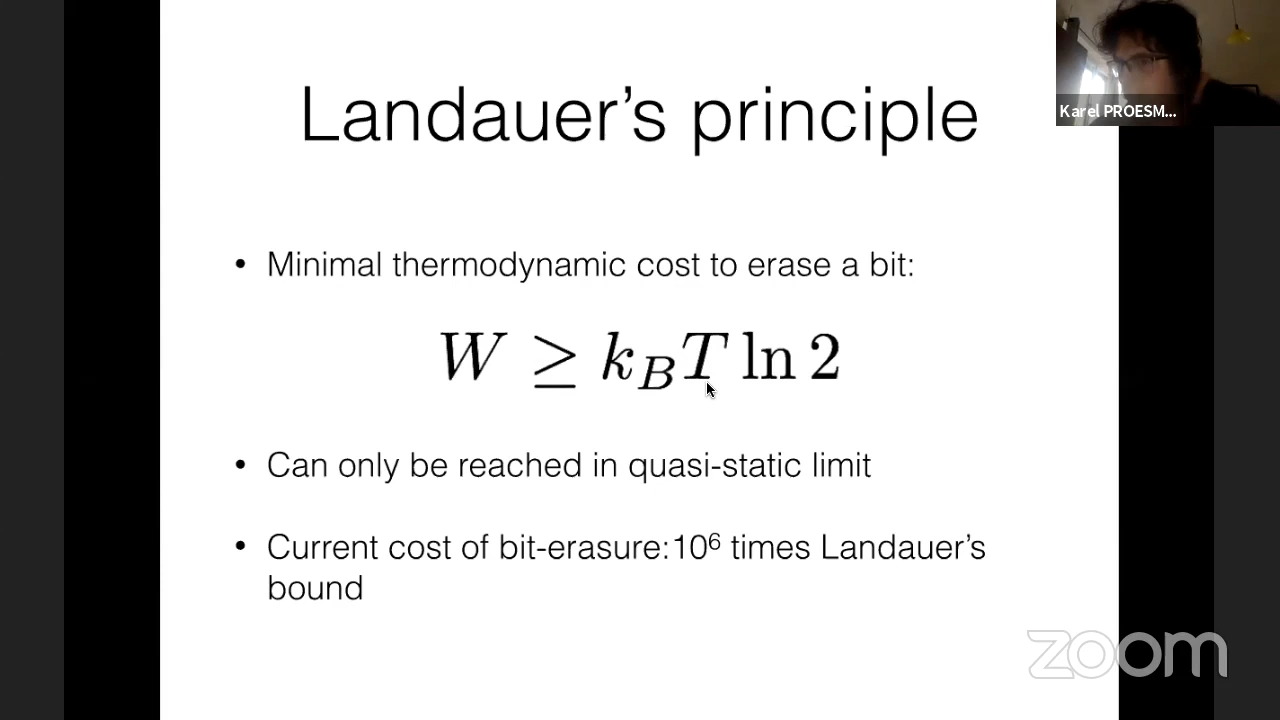 Landauer’s principle
Karel PROESM...
• Minimal thermodynamic cost to erase a bit:
W ≥ k_B T ln 2
• Can only be reached in quasi-static limit
• Current cost of bit-erasure:10⁶ times Landauer’s
bound
zoom